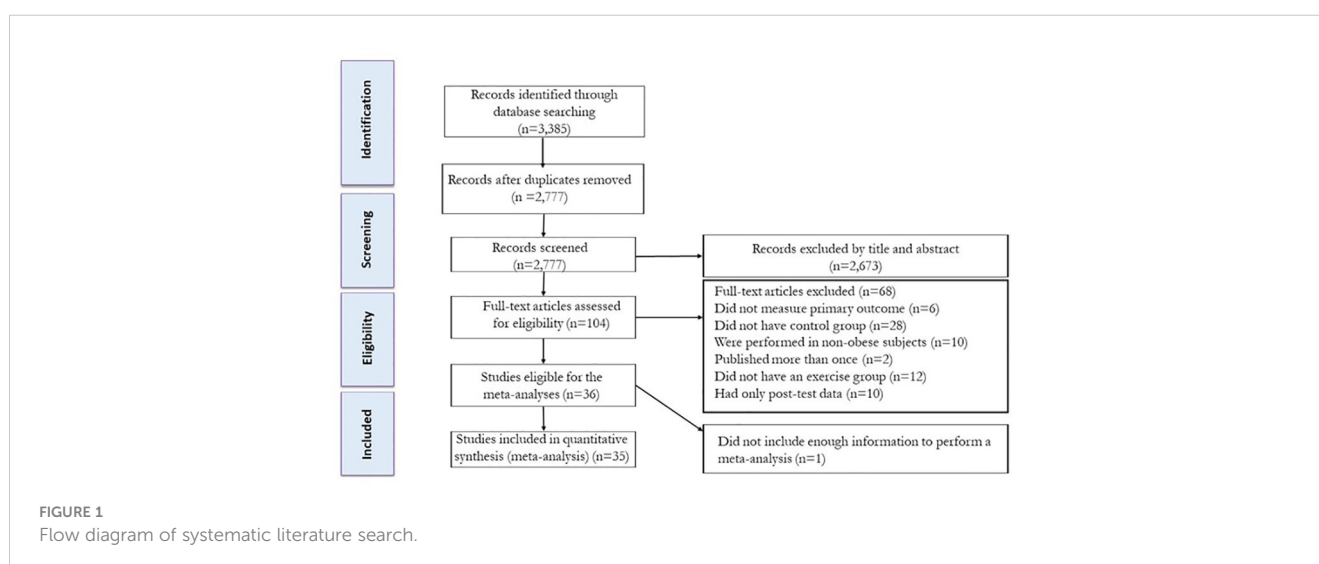 Identification
Records identified through
database searching
(n=3,385)
Records after duplicates removed
(n =2,777)
Screening
Records screened
(n=2,777)
Records excluded by title and abstract
(n=2,673)
Eligibility
Full-text articles assessed
for eligibility (n=104)
Full-text articles excluded (n=68)
Did not measure primary outcome (n=6)
Did not have control group (n=28)
Were performed in non-obese subjects (n=10)
Published more than once (n=2)
Did not have an exercise group (n=12)
Had only post-test data (n=10)
Studies eligible for the
meta-analyses (n=36)
Included
Studies included in quantitative
synthesis (meta-analysis) (n=35)
Did not include enough information to perform a
meta-analysis (n=1)
FIGURE 1
Flow diagram of systematic literature search.